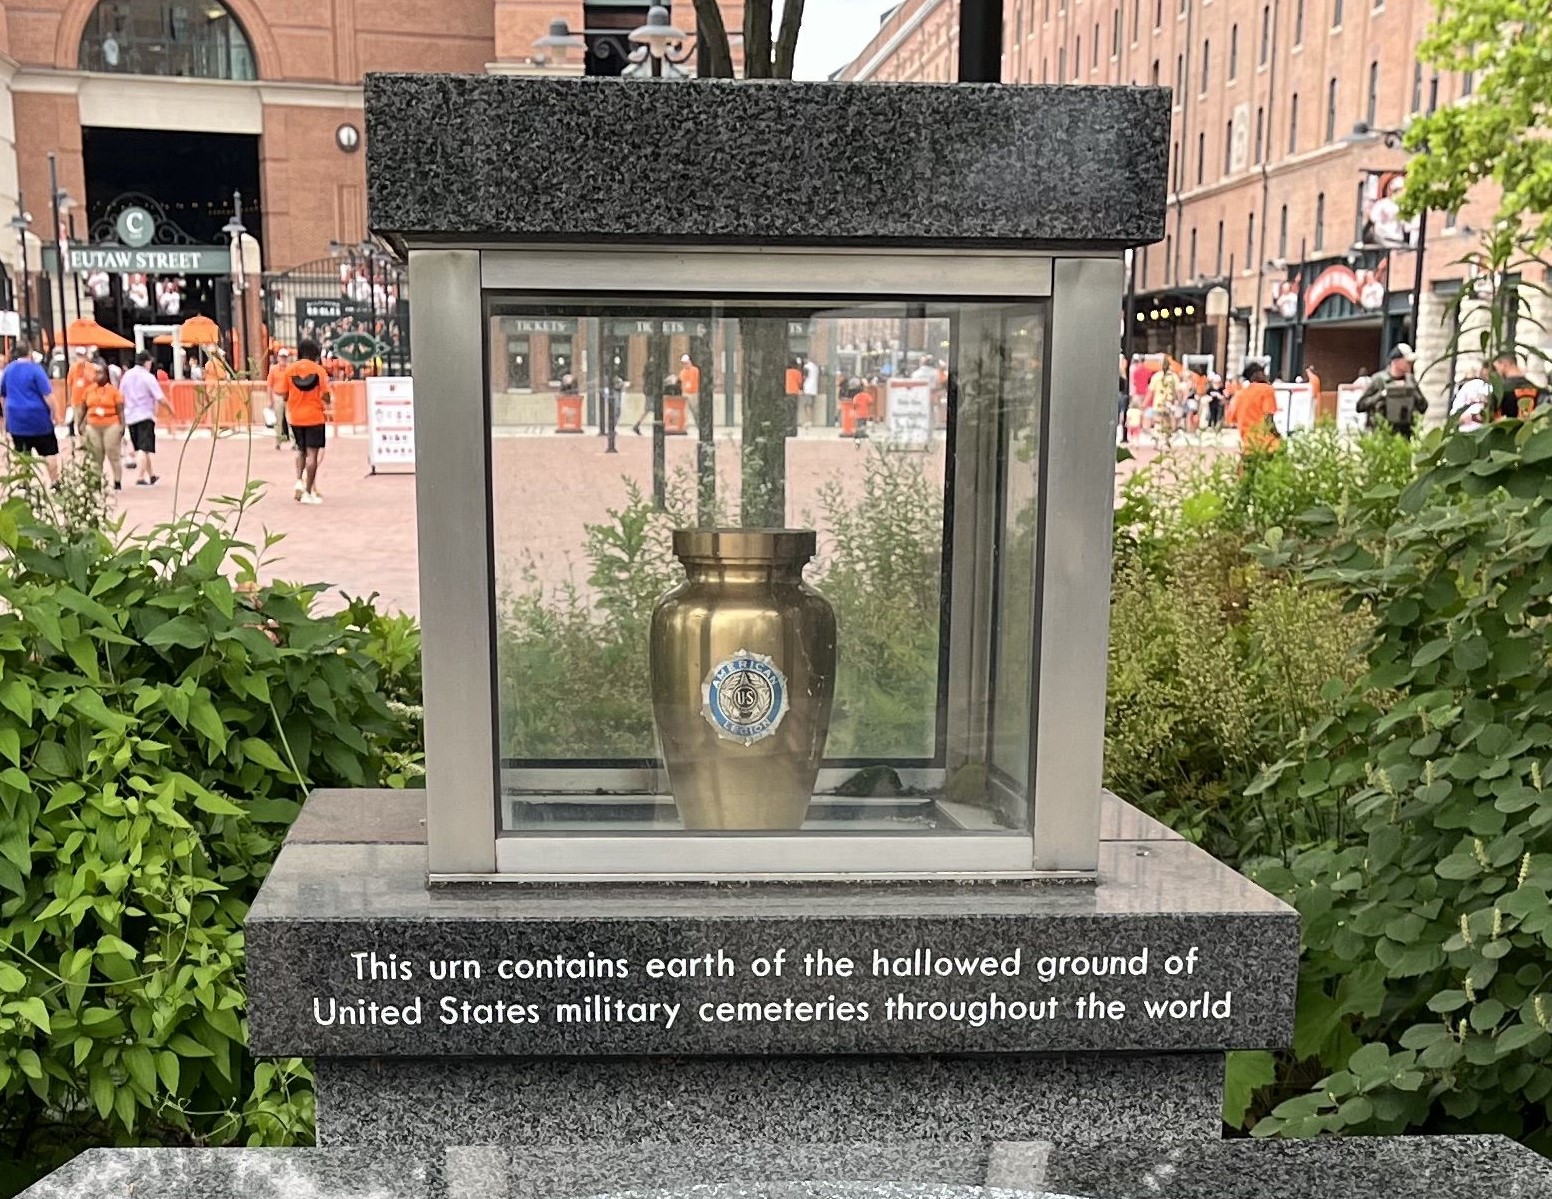 C
EUTAW STREET
TICKETS
AMERICAN
US
LEGION
This urn contains earth of the hallowed ground of
United States military cemeteries throughout the world